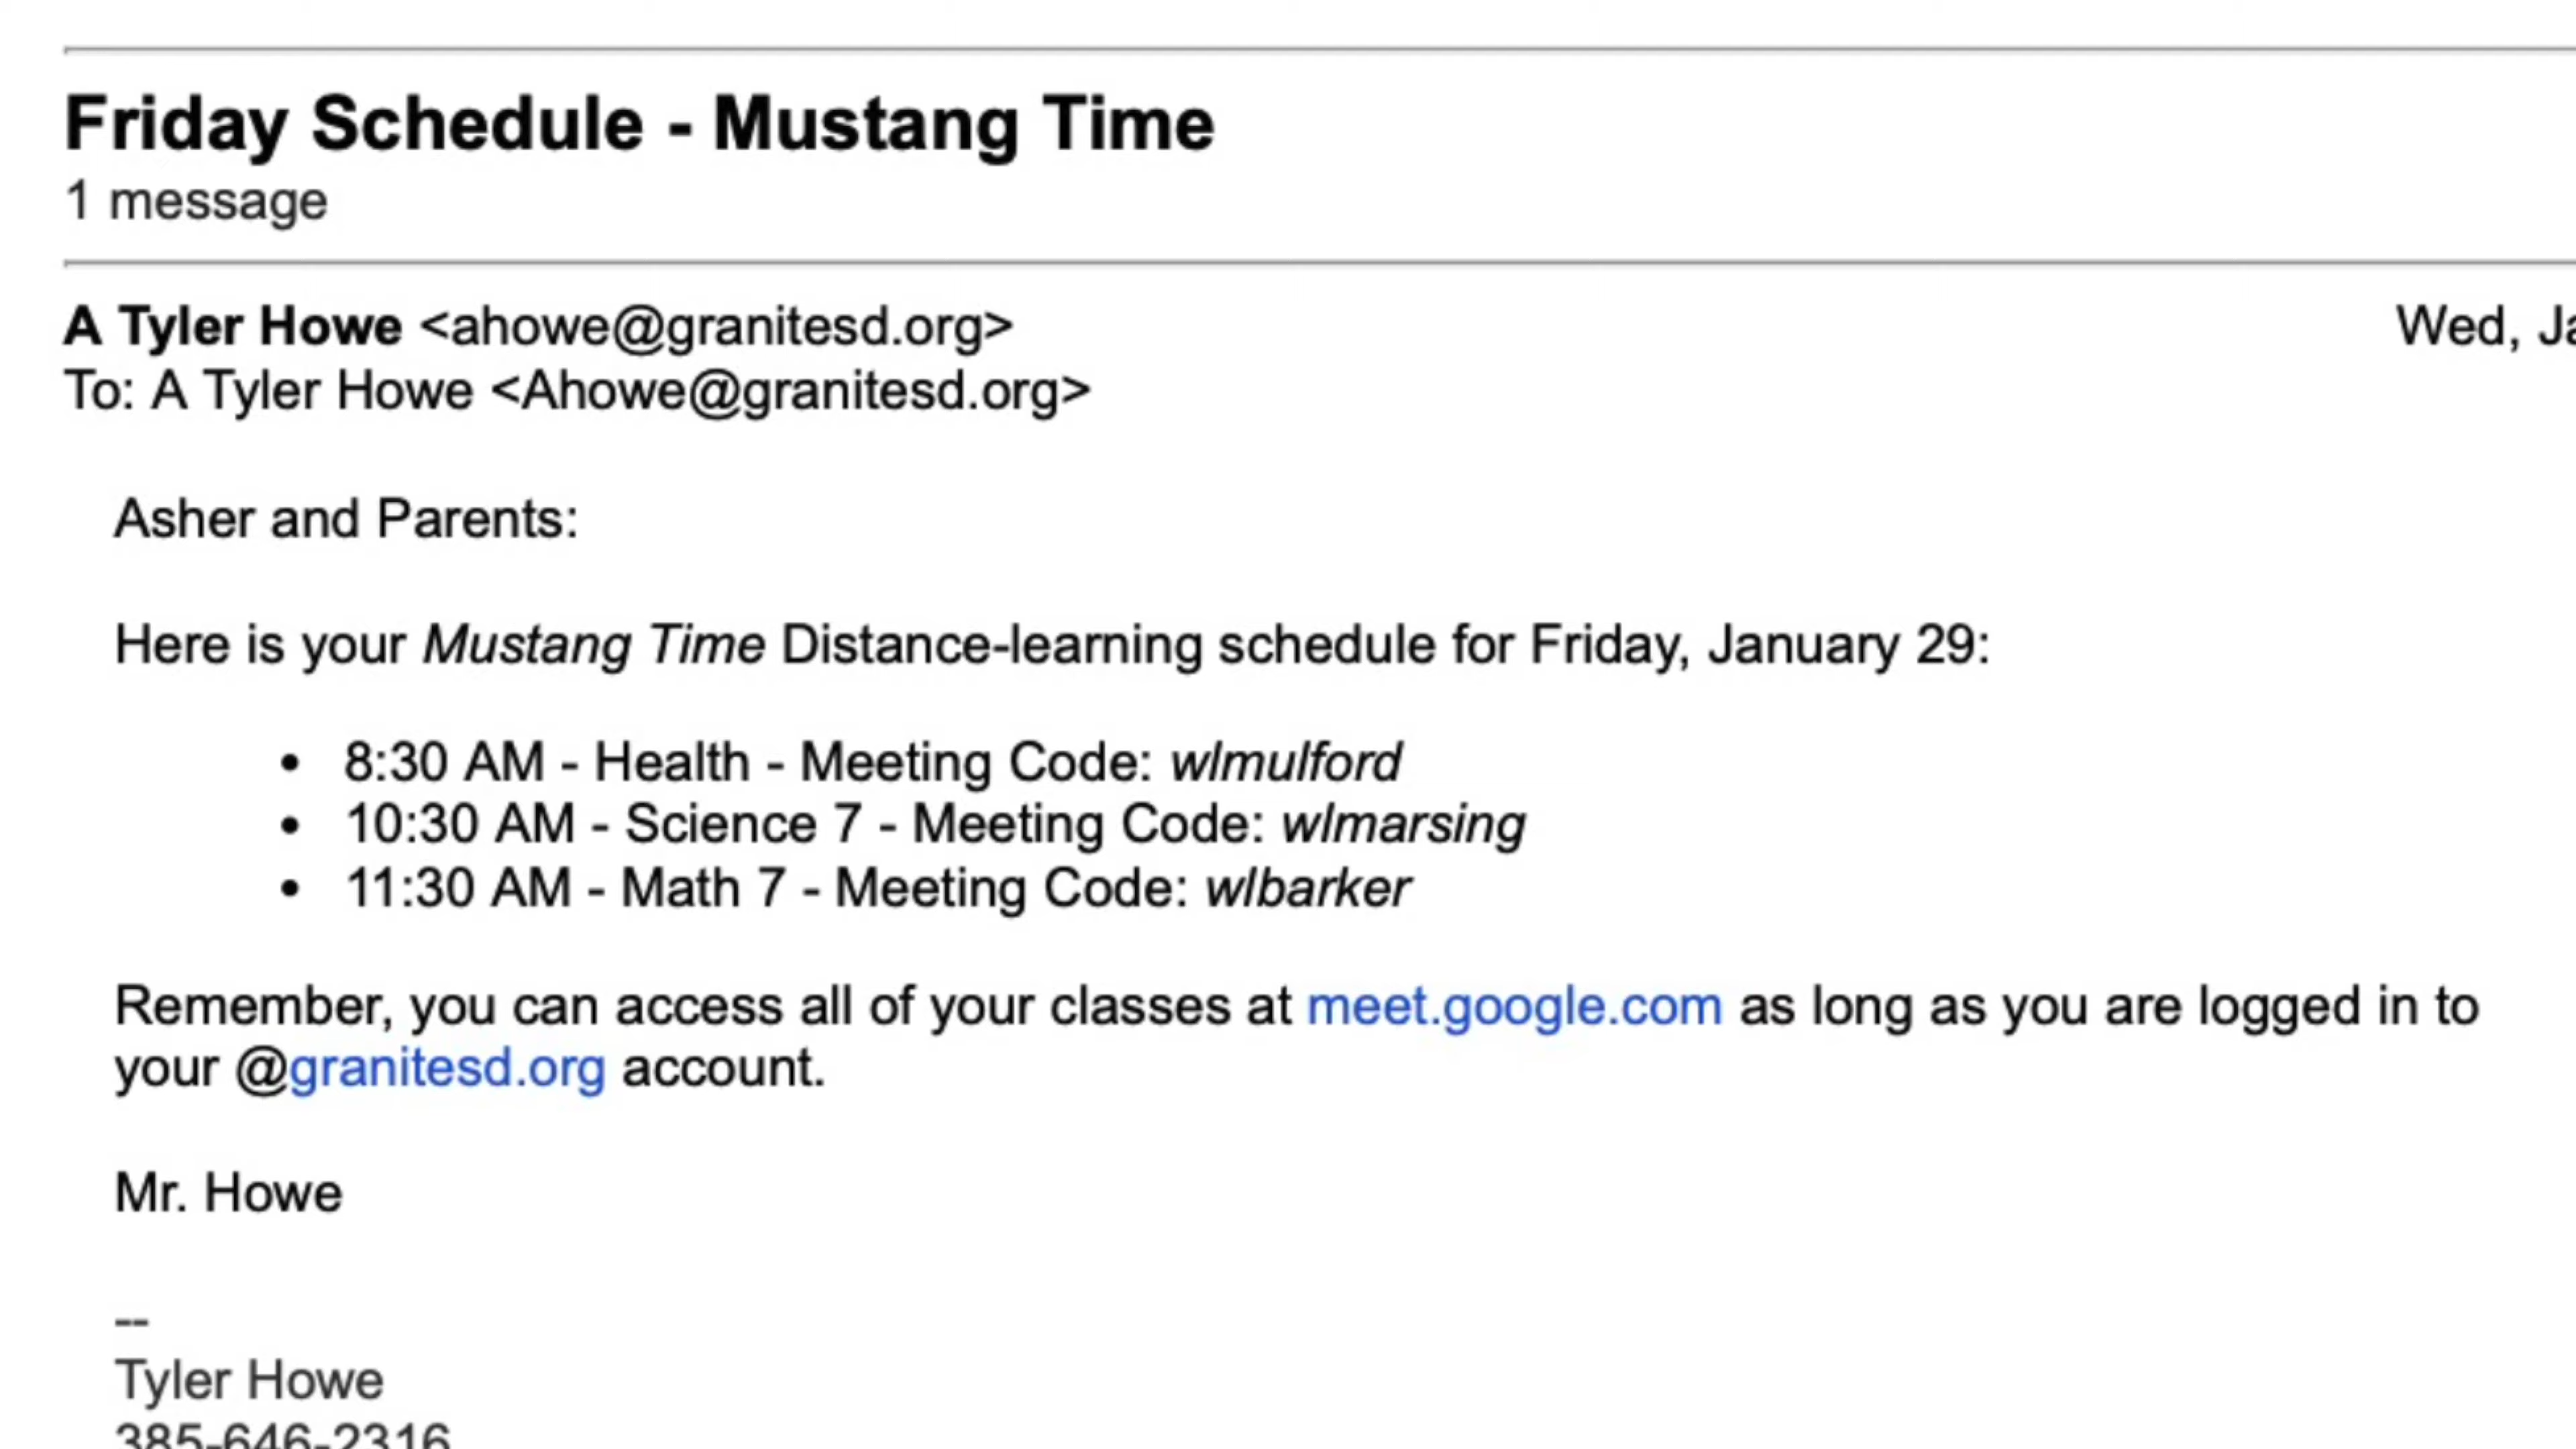 Friday Schedule - Mustang Time
1 message
A Tyler Howe <ahowe@granitesd.org> Wed,
To: A Tyler Howe <Ahowe@granitesd.org>
Asher and Parents:
Here is your Mustang Time Distance-learning schedule for Friday, January 29:
• 8:30 AM - Health - Meeting Code: wlmulford
• 10:30 AM - Science 7 - Meeting Code: wlmarsing
• 11:30 AM - Math 7 - Meeting Code: wlbarker
Remember, you can access all of your classes at meet.google.com as long as you are logged in to
your @granitesd.org account.
Mr. Howe
--
Tyler Howe
385-646-2316